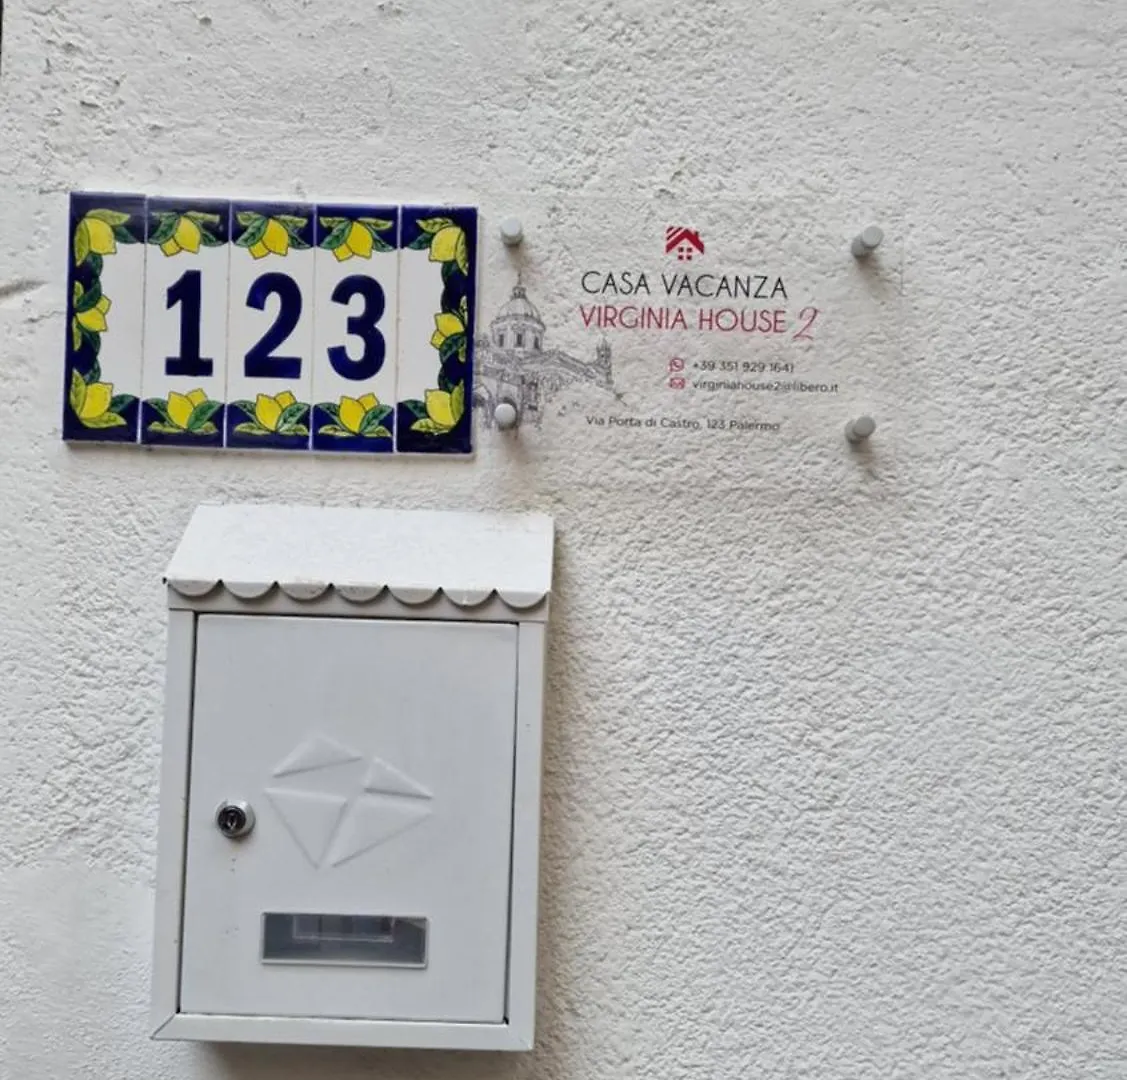 123
CASA VACANZA
VIRGINIA HOUSE 2
+39 351 929 1641
virginiahouse2@libero.it
Via Porta di Castro, 123 Palermo